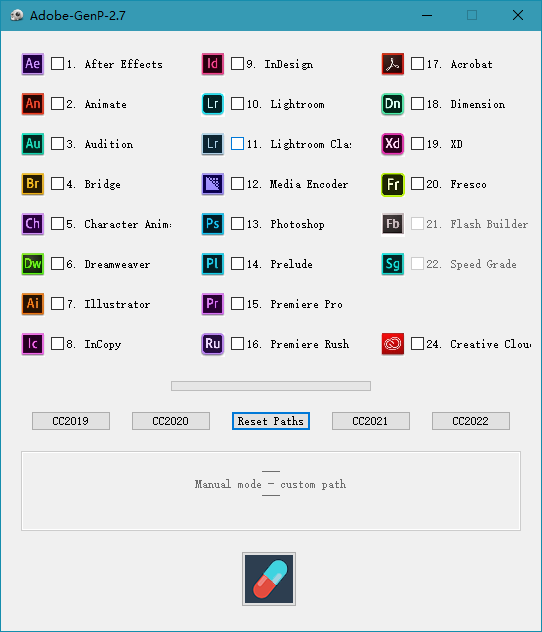 Adobe-GenP-2.7
Ae 1. After Effects
Id 9. InDesign
17. Acrobat
An 2. Animate
Lr 10. Lightroom
Dn 18. Dimension
Au 3. Audition
Lr 11. Lightroom Clas
Xd 19. XD
Br 4. Bridge
12. Media Encoder
Fr 20. Fresco
Ch 5. Character Anim
Ps 13. Photoshop
Fb 21. Flash Builder
Dw 6. Dreamweaver
Pl 14. Prelude
Sg 22. Speed Grade
Ai 7. Illustrator
Pr 15. Premiere Pro
Ic 8. InCopy
Ru 16. Premiere Rush
24. Creative Cloud
CC2019
CC2020
Reset Paths
CC2021
CC2022
Manual mode - custom path